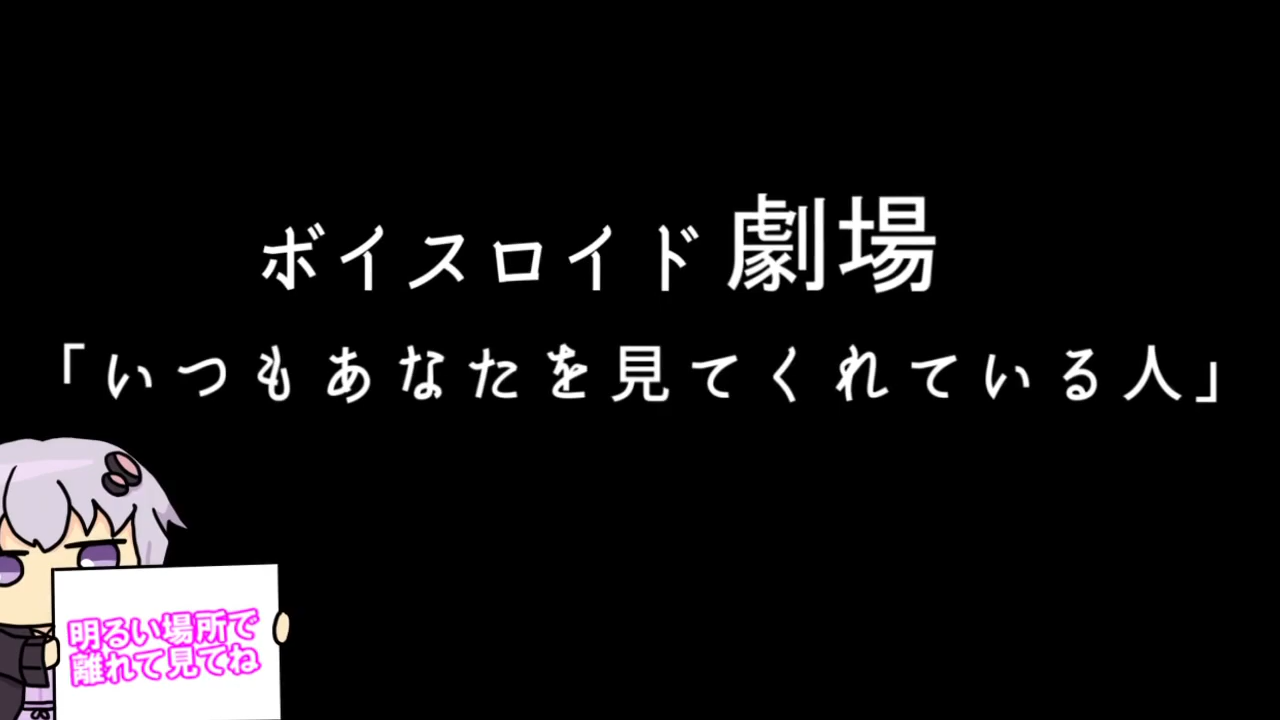 ボイスロイド劇場
「いつもあなたを見てくれている人」
明るい場所で
離れて見てね